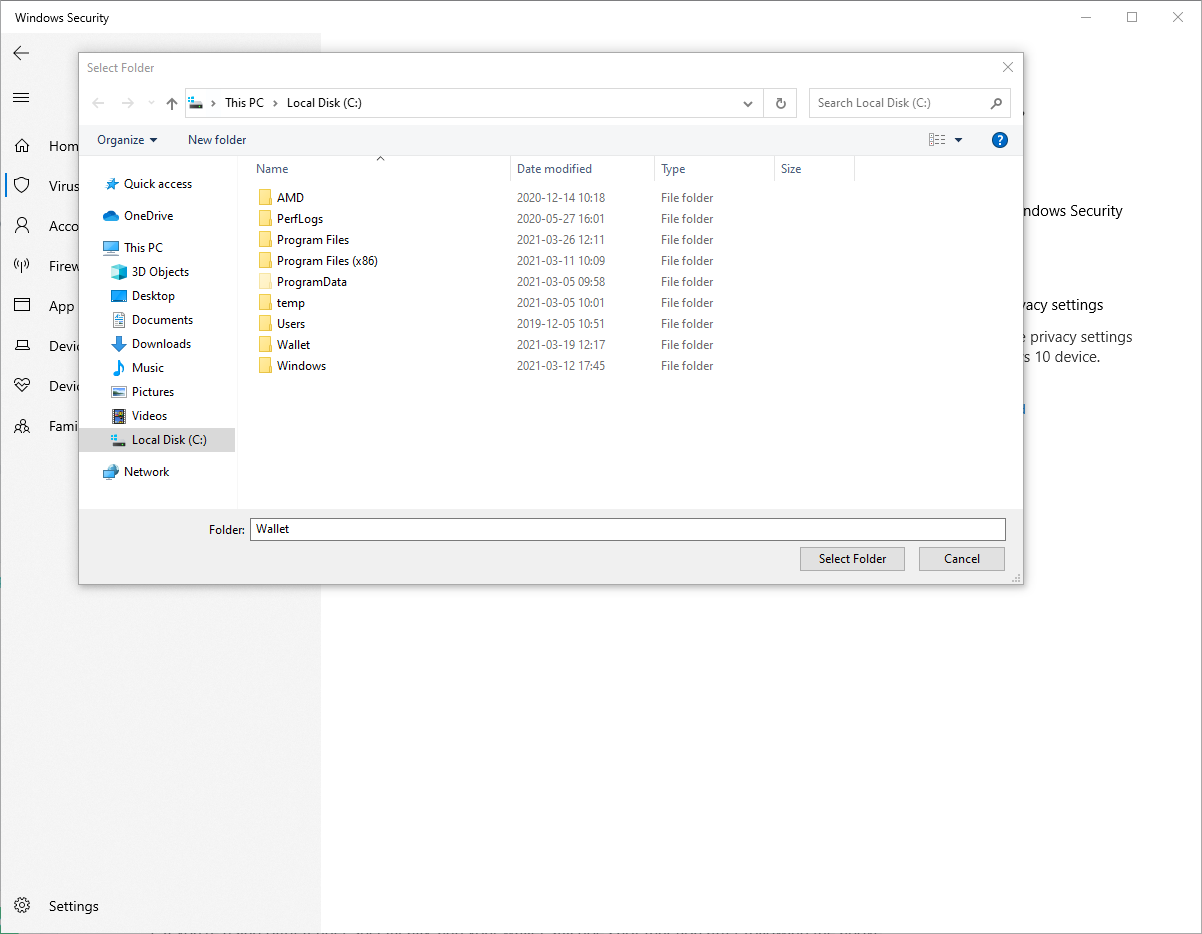 Windows Security
Select Folder
This PC > Local Disk (C:)
Search Local Disk (C:)
Organize
New folder
Name Date modified Type Size
Quick access
OneDrive
This PC
3D Objects
Desktop
Documents
Downloads
Music
Pictures
Videos
Local Disk (C:)
Network
AMD 2020-12-14 10:18 File folder
PerfLogs 2020-05-27 16:01 File folder
Program Files 2021-03-26 12:11 File folder
Program Files (x86) 2021-03-11 10:09 File folder
ProgramData 2021-03-05 09:58 File folder
temp 2021-03-05 10:01 File folder
Users 2019-12-05 10:51 File folder
Wallet 2021-03-19 12:17 File folder
Windows 2021-03-12 17:45 File folder
Folder: Wallet
Select Folder
Cancel
Hom
Virus
Acco
Firew
App
Devic
Devic
Fami
Settings
ndows Security
vacy settings
e privacy settings
s 10 device.